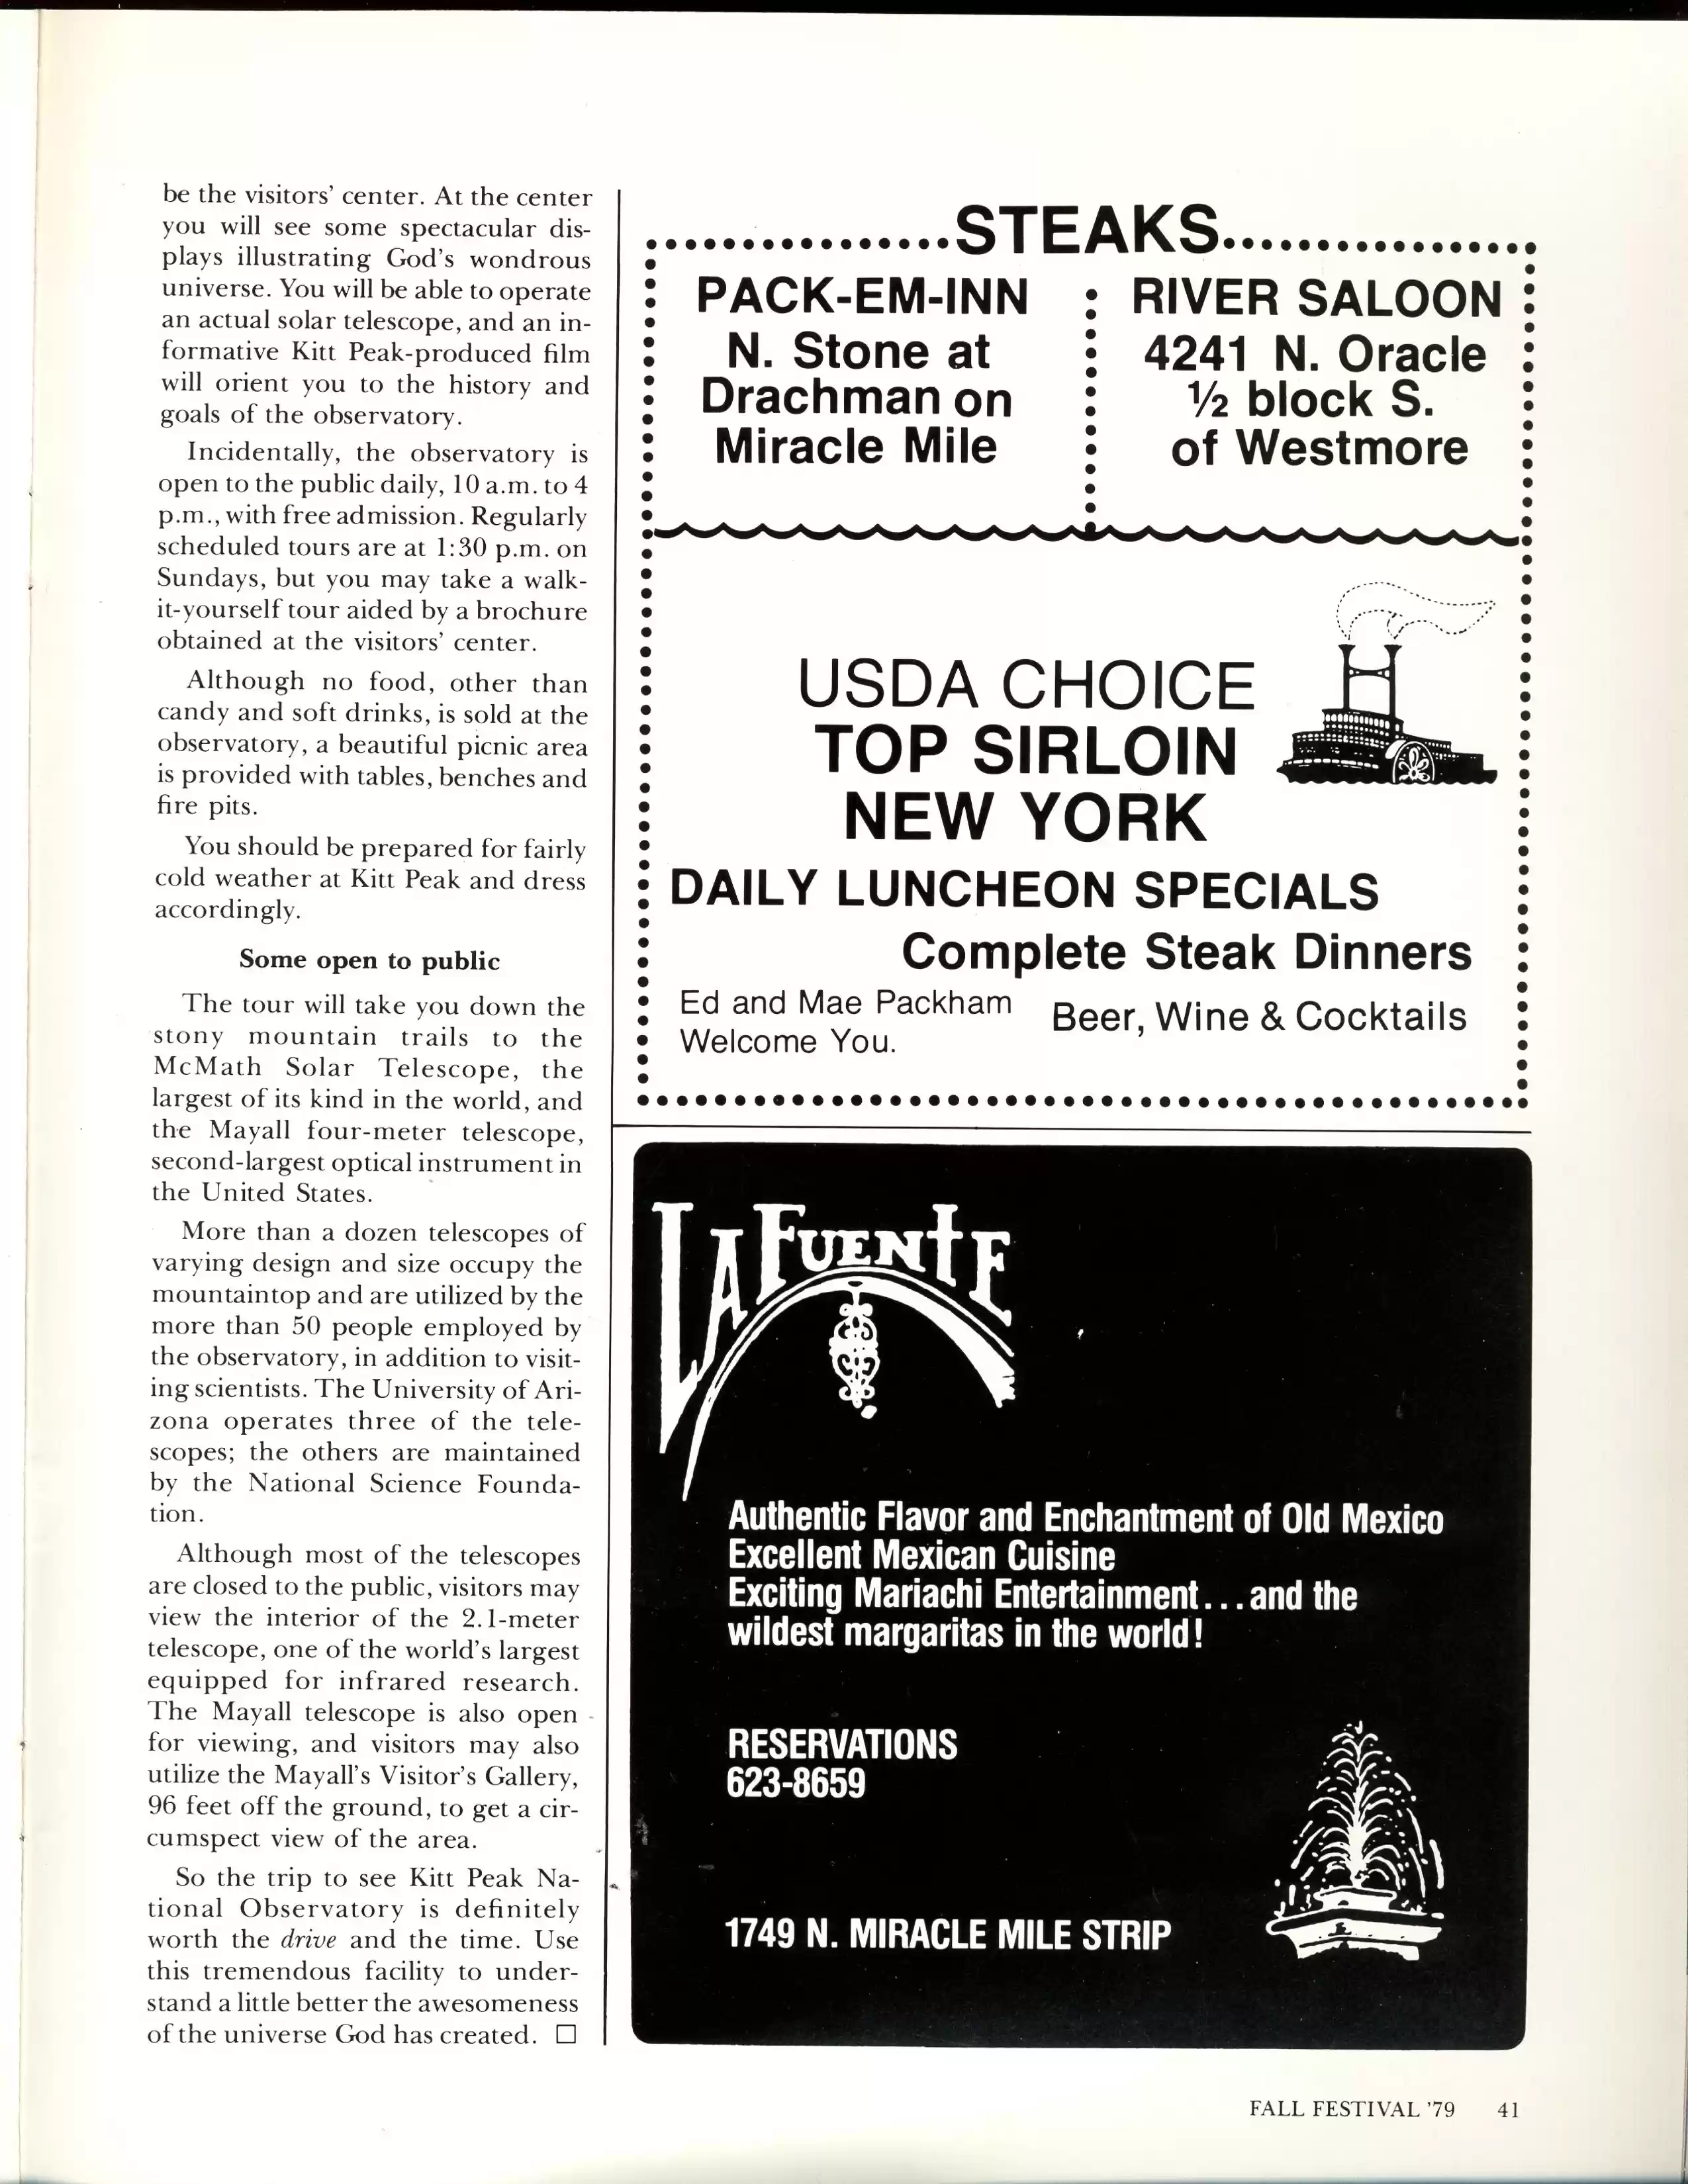 be the visitors' center. At the center
you will see some spectacular dis-
plays illustrating God's wondrous
universe. You will be able to operate
an actual solar telescope, and an in-
formative Kitt Peak-produced film
will orient you to the history and
goals of the observatory.
Incidentally, the observatory is
open to the public daily, 10 a.m. to 4
p.m., with free admission. Regularly
scheduled tours are at 1:30 p.m. on
Sundays, but you may take a walk-
it-yourself tour aided by a brochure
obtained at the visitors' center.
Although no food, other than
candy and soft drinks, is sold at the
observatory, a beautiful picnic area
is provided with tables, benches and
fire pits.
You should be prepared for fairly
cold weather at Kitt Peak and dress
accordingly.
Some open to public
The tour will take you down the
stony mountain trails to the
McMath Solar Telescope, the
largest of its kind in the world, and
the Mayall four-meter telescope,
second-largest optical instrument in
the United States.
More than a dozen telescopes of
varying design and size occupy the
mountaintop and are utilized by the
more than 50 people employed by
the observatory, in addition to visit-
ing scientists. The University of Ari-
zona operates three of the tele-
scopes; the others are maintained
by the National Science Founda-
tion.
Although most of the telescopes
are closed to the public, visitors may
view the interior of the 2.1-meter
telescope, one of the world's largest
equipped for infrared research.
The Mayall telescope is also open
for viewing, and visitors may also
utilize the Mayall's Visitor's Gallery,
96 feet off the ground, to get a cir-
cumspect view of the area.
So the trip to see Kitt Peak Na-
tional Observatory is definitely
worth the drive and the time. Use
this tremendous facility to under-
stand a little better the awesomeness
of the universe God has created. □
STEAKS
PACK-EM-INN
N. Stone at
Drachman on
Miracle Mile
RIVER SALOON
4241 N. Oracle
½ block S.
of Westmore
USDA CHOICE
TOP SIRLOIN
NEW YORK
DAILY LUNCHEON SPECIALS
Complete Steak Dinners
Ed and Mae Packham
Welcome You.
Beer, Wine & Cocktails
LA FUENTE
Authentic Flavor and Enchantment of Old Mexico
Excellent Mexican Cuisine
Exciting Mariachi Entertainment...and the
wildest margaritas in the world!
RESERVATIONS
623-8659
1749 N. MIRACLE MILE STRIP
FALL FESTIVAL '79 41